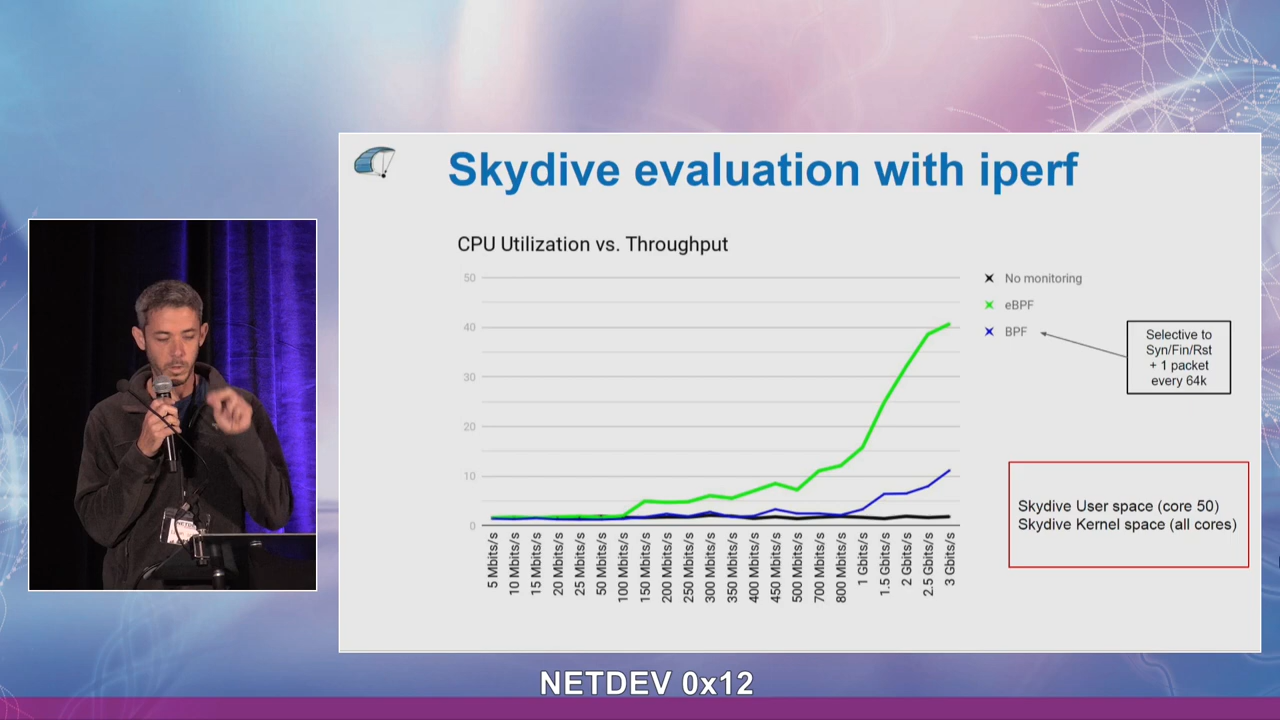 Skydive evaluation with iperf
CPU Utilization vs. Throughput
50
40
30
20
10
0
5 Mbits/s
10 Mbits/s
15 Mbits/s
20 Mbits/s
25 Mbits/s
50 Mbits/s
100 Mbits/s
150 Mbits/s
200 Mbits/s
250 Mbits/s
300 Mbits/s
350 Mbits/s
400 Mbits/s
450 Mbits/s
500 Mbits/s
700 Mbits/s
800 Mbits/s
1 Gbits/s
1.5 Gbits/s
2 Gbits/s
2.5 Gbits/s
3 Gbits/s
No monitoring
eBPF
BPF
Selective to
Syn/Fin/Rst
+ 1 packet
every 64k
Skydive User space (core 50)
Skydive Kernel space (all cores)
NETDEV 0x12